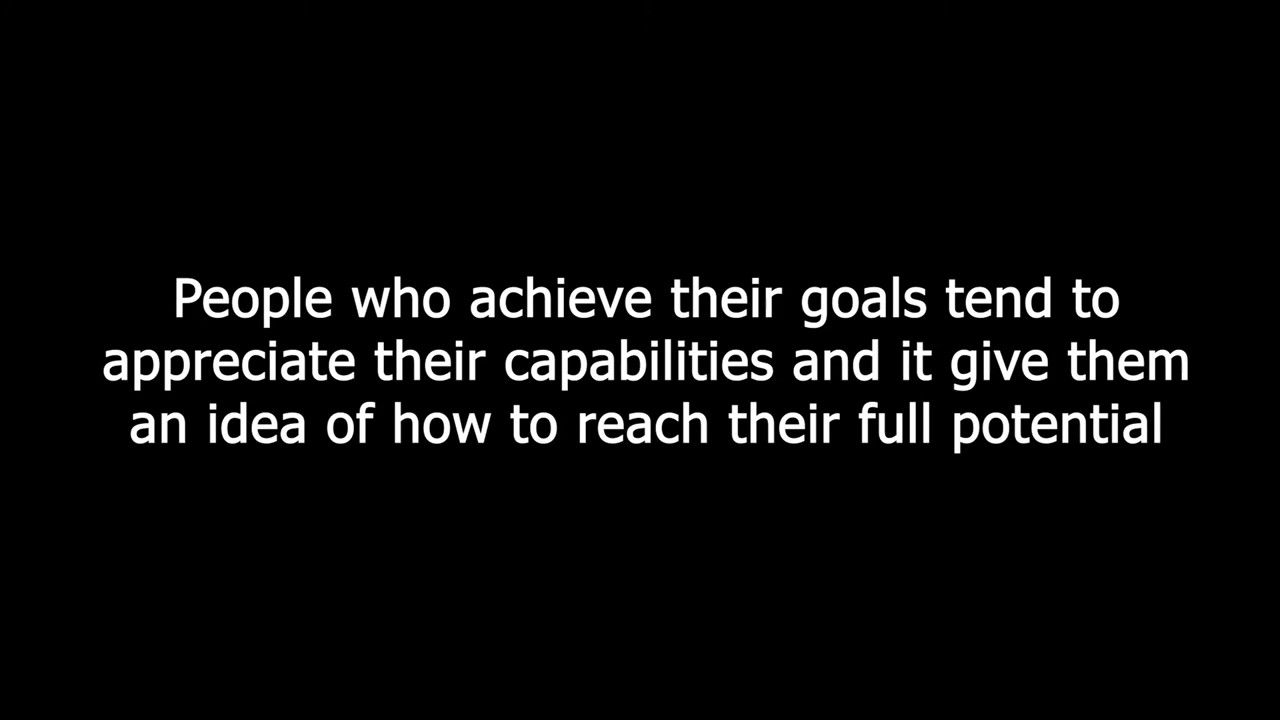 People who achieve their goals tend to
appreciate their capabilities and it give them
an idea of how to reach their full potential